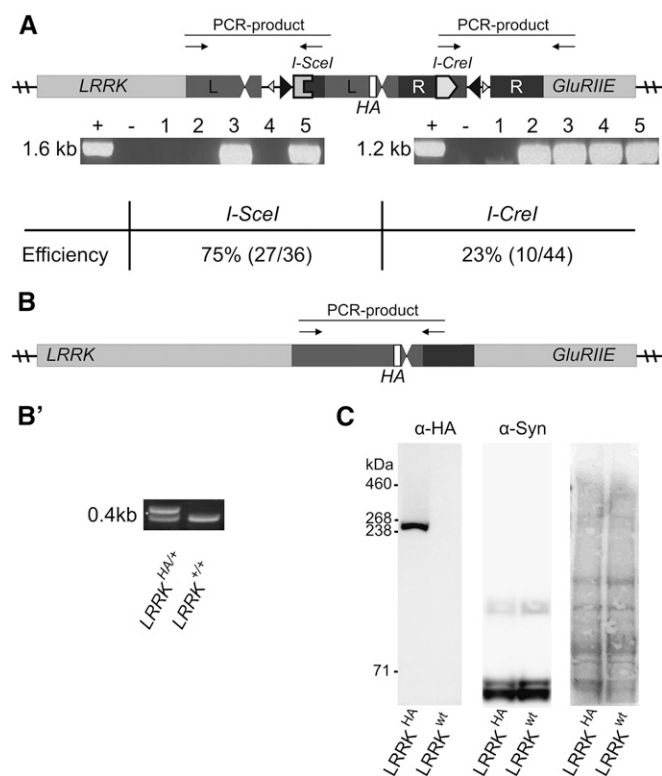 A
PCR-product PCR-product
I-SceI I-CreI
LRRK L L R R GluRIIE
HA
+ - 1 2 3 4 5 + - 1 2 3 4 5
1.6 kb 1.2 kb
I-SceI I-CreI
Efficiency 75% (27/36) 23% (10/44)
B
PCR-product
LRRK GluRIIE
HA
B'
0.4kb
LRRK HA/+ LRRK +/+
C
α-HA α-Syn
kDa
460
268
238
71
LRRK HA LRRK wt LRRK HA LRRK wt LRRK HA LRRK wt